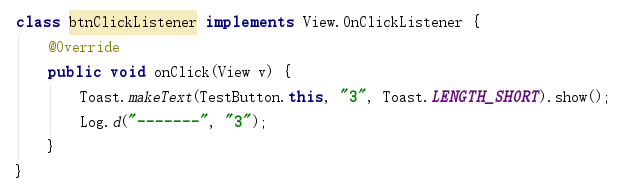 class btnClickListener implements View.OnClickListener {
@Override
public void onClick(View v) {
Toast.makeText(TestButton.this, "3", Toast.LENGTH_SHORT).show();
Log.d("-------", "3");
}
}